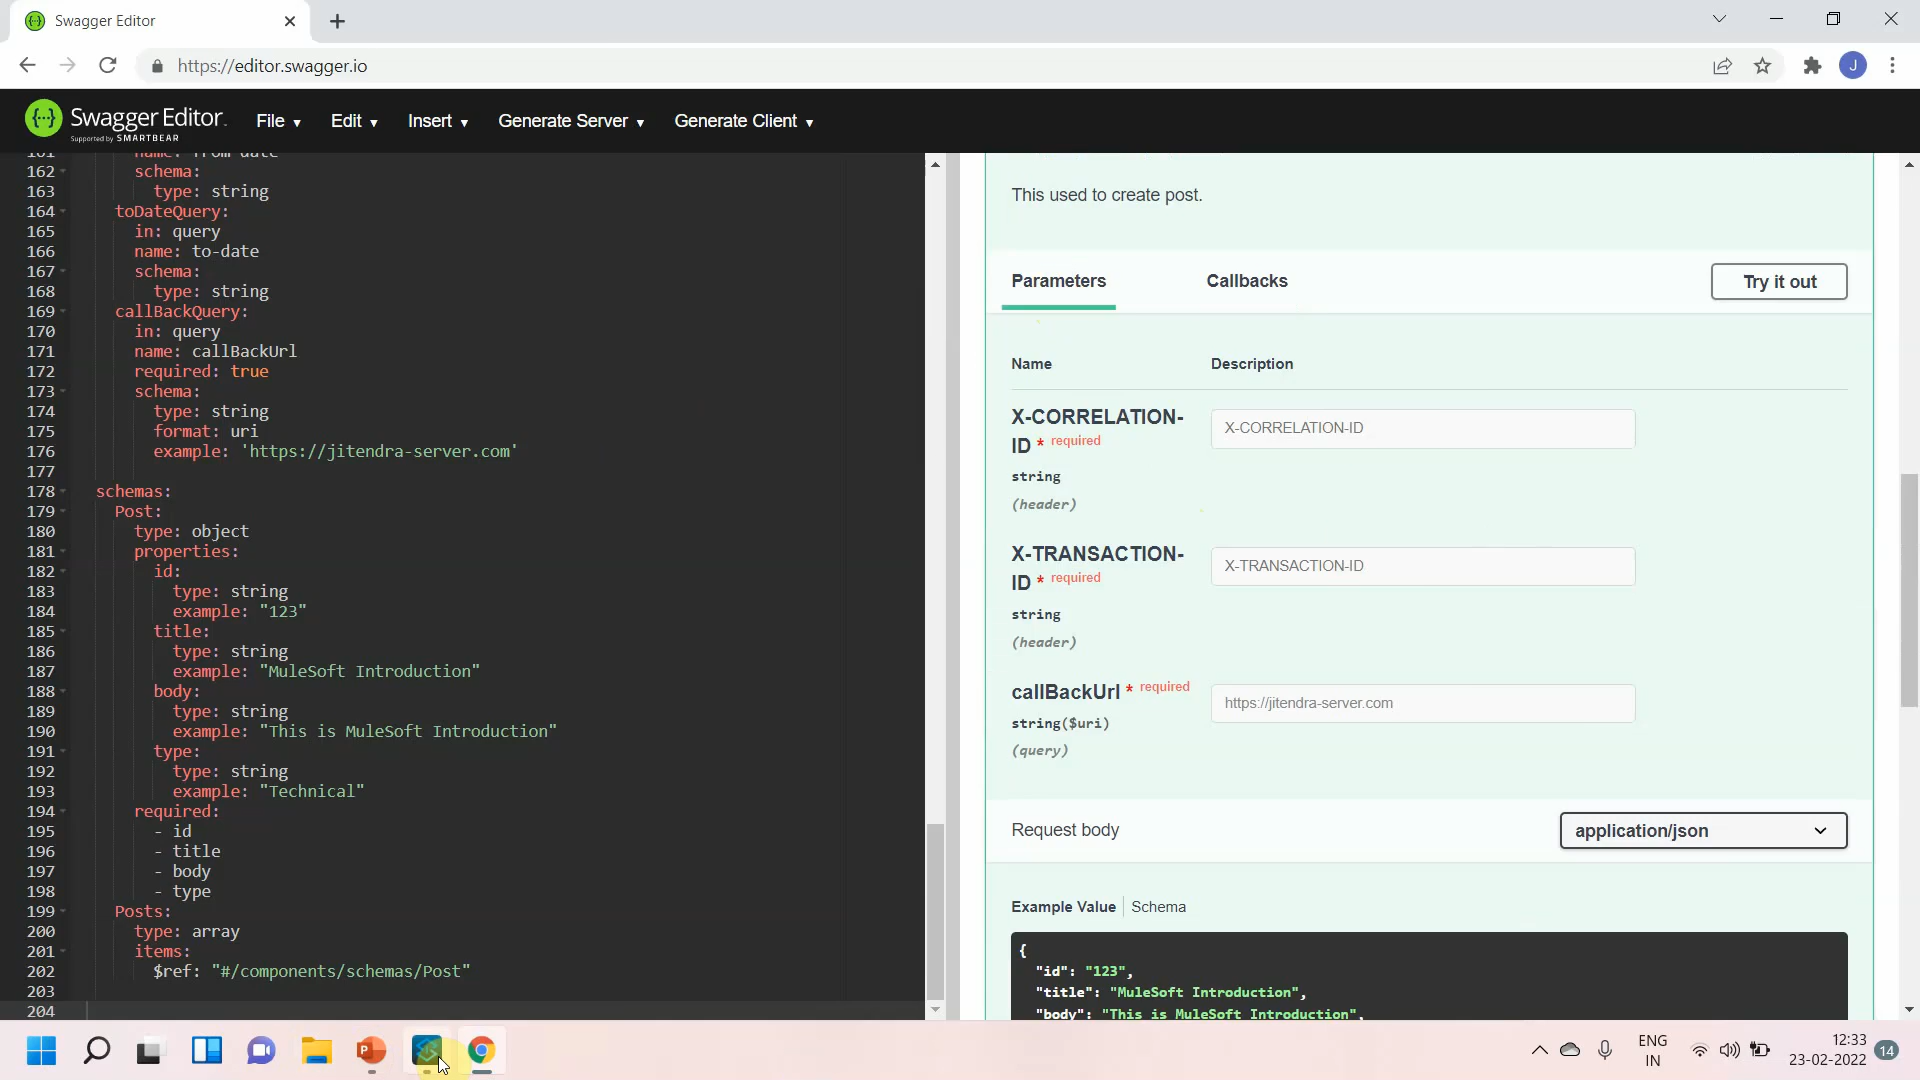 Swagger Editor
https://editor.swagger.io
J
Swagger Editor.
Supported by SMARTBEAR
File
Edit
Insert
Generate Server
Generate Client
161 name: from-date
162 schema:
163 type: string
164 toDateQuery:
165 in: query
166 name: to-date
167 schema:
168 type: string
169 callBackQuery:
170 in: query
171 name: callBackUrl
172 required: true
173 schema:
174 type: string
175 format: uri
176 example: 'https://jitendra-server.com'
177
178 schemas:
179 Post:
180 type: object
181 properties:
182 id:
183 type: string
184 example: "123"
185 title:
186 type: string
187 example: "MuleSoft Introduction"
188 body:
189 type: string
190 example: "This is MuleSoft Introduction"
191 type:
192 type: string
193 example: "Technical"
194 required:
195 - id
196 - title
197 - body
198 - type
199 Posts:
200 type: array
201 items:
202 $ref: "#/components/schemas/Post"
203
204
This used to create post.
Parameters
Callbacks
Try it out
Name
Description
X-CORRELATION-
ID * required
string
(header)
X-CORRELATION-ID
X-TRANSACTION-
ID * required
string
(header)
X-TRANSACTION-ID
callBackUrl * required
string($uri)
(query)
https://jitendra-server.com
Request body
application/json
Example Value
Schema
{
"id": "123",
"title": "MuleSoft Introduction",
"body": "This is MuleSoft Introduction",
ENG
IN
12:33
23-02-2022
14